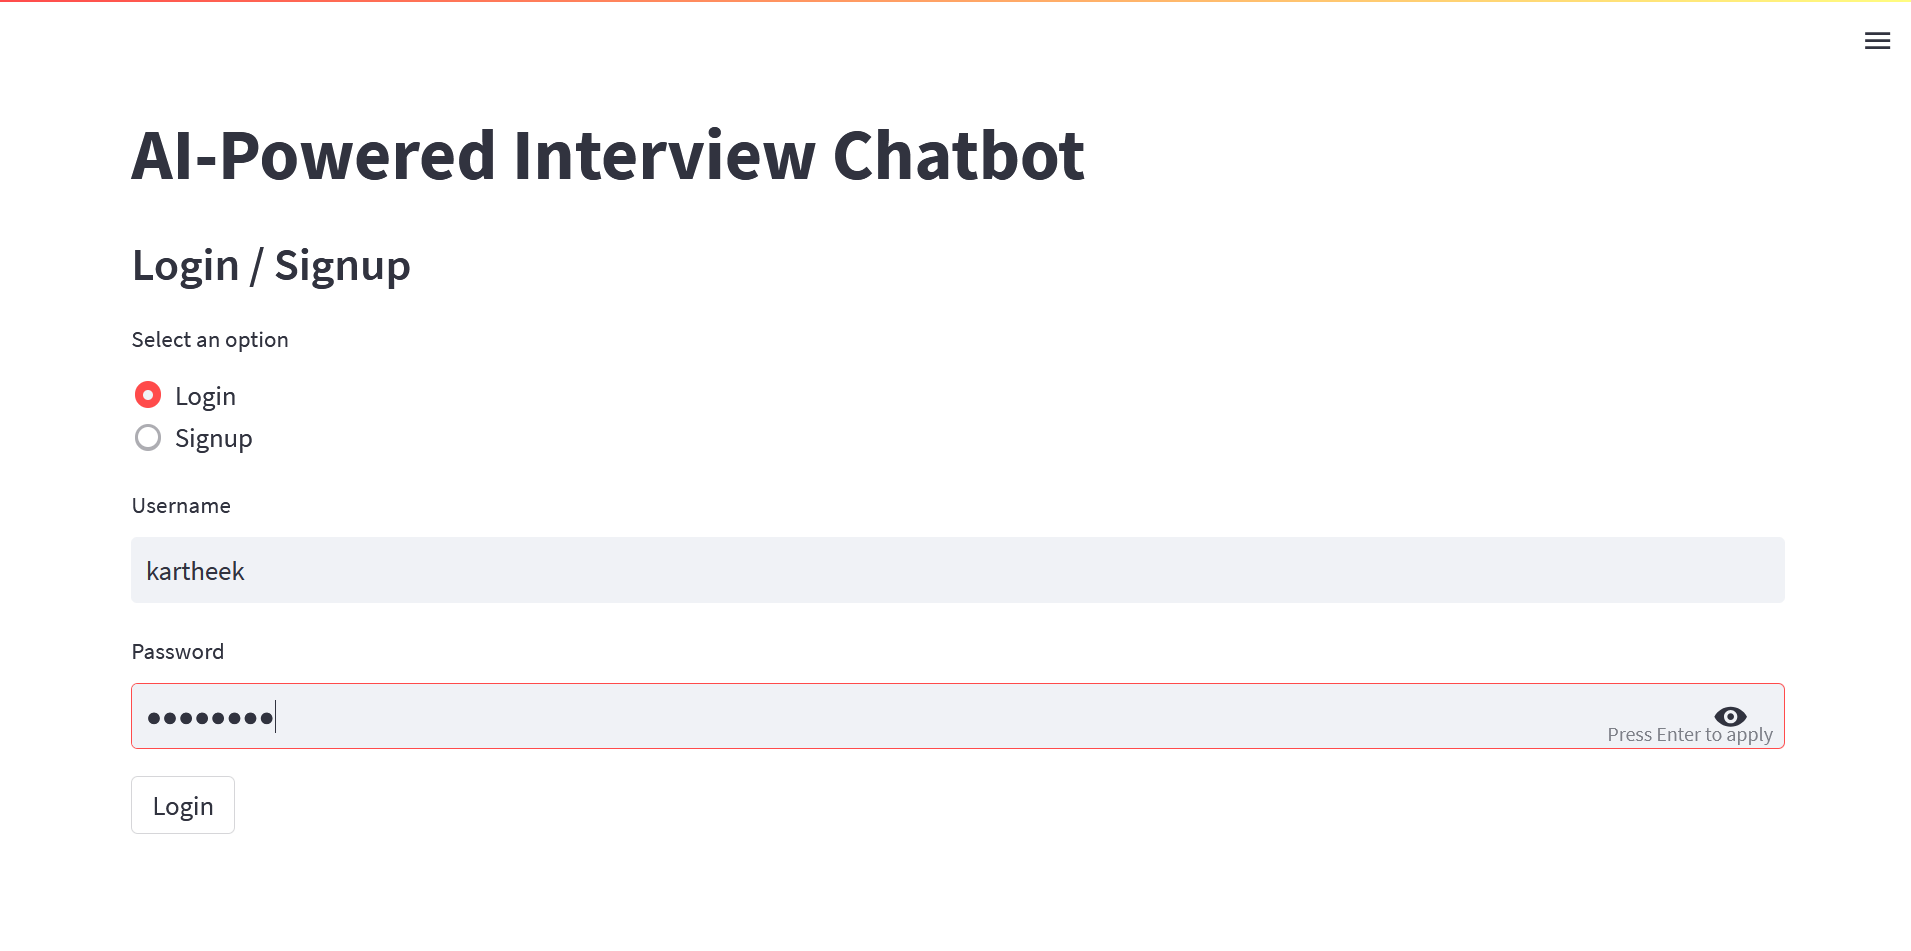 AI-Powered Interview Chatbot
Login / Signup
Select an option
Login
Signup
Username
kartheek
Password
••••••••
Press Enter to apply
Login